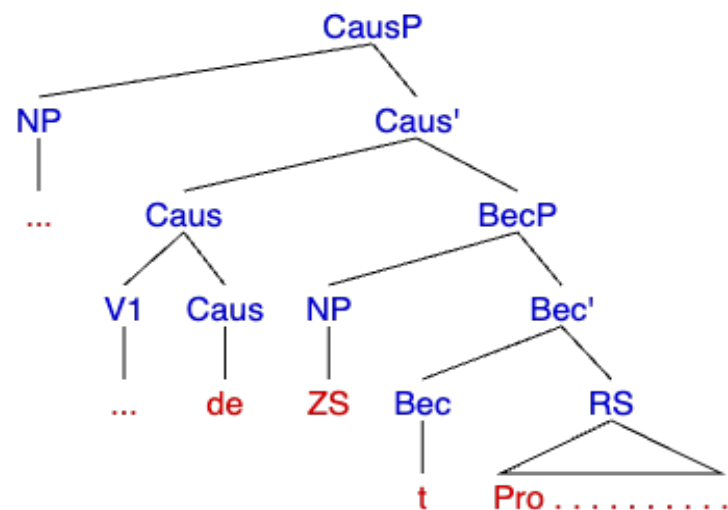 CausP
NP Caus'
... Caus BecP
V1 Caus NP Bec'
... de ZS Bec RS
t Pro . . . . . . . . . .